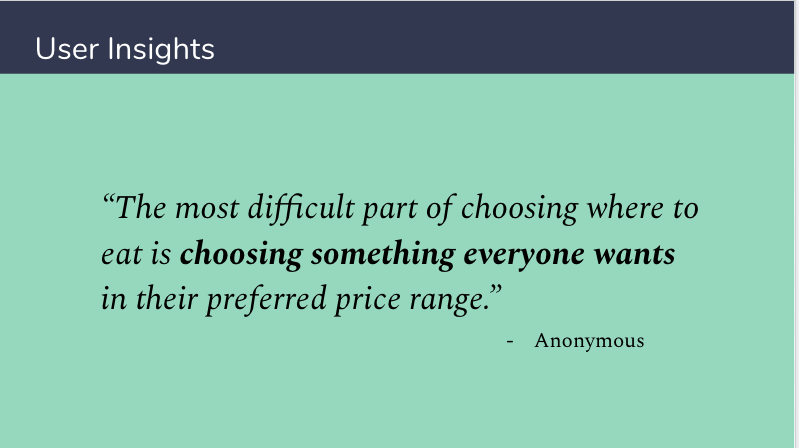 User Insights
“The most difficult part of choosing where to
eat is choosing something everyone wants
in their preferred price range.”
- Anonymous